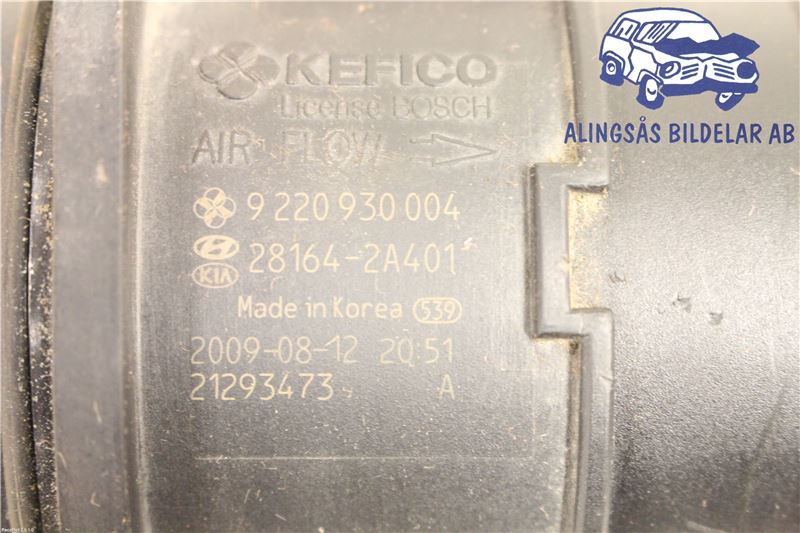 KEFICO
License BOSCH
AIR FLOW
ALINGSÅS BILDELAR AB
9 220 930 004
28164-2A401
KIA
Made in Korea 539
2009-08-12 20:51
21293473 A